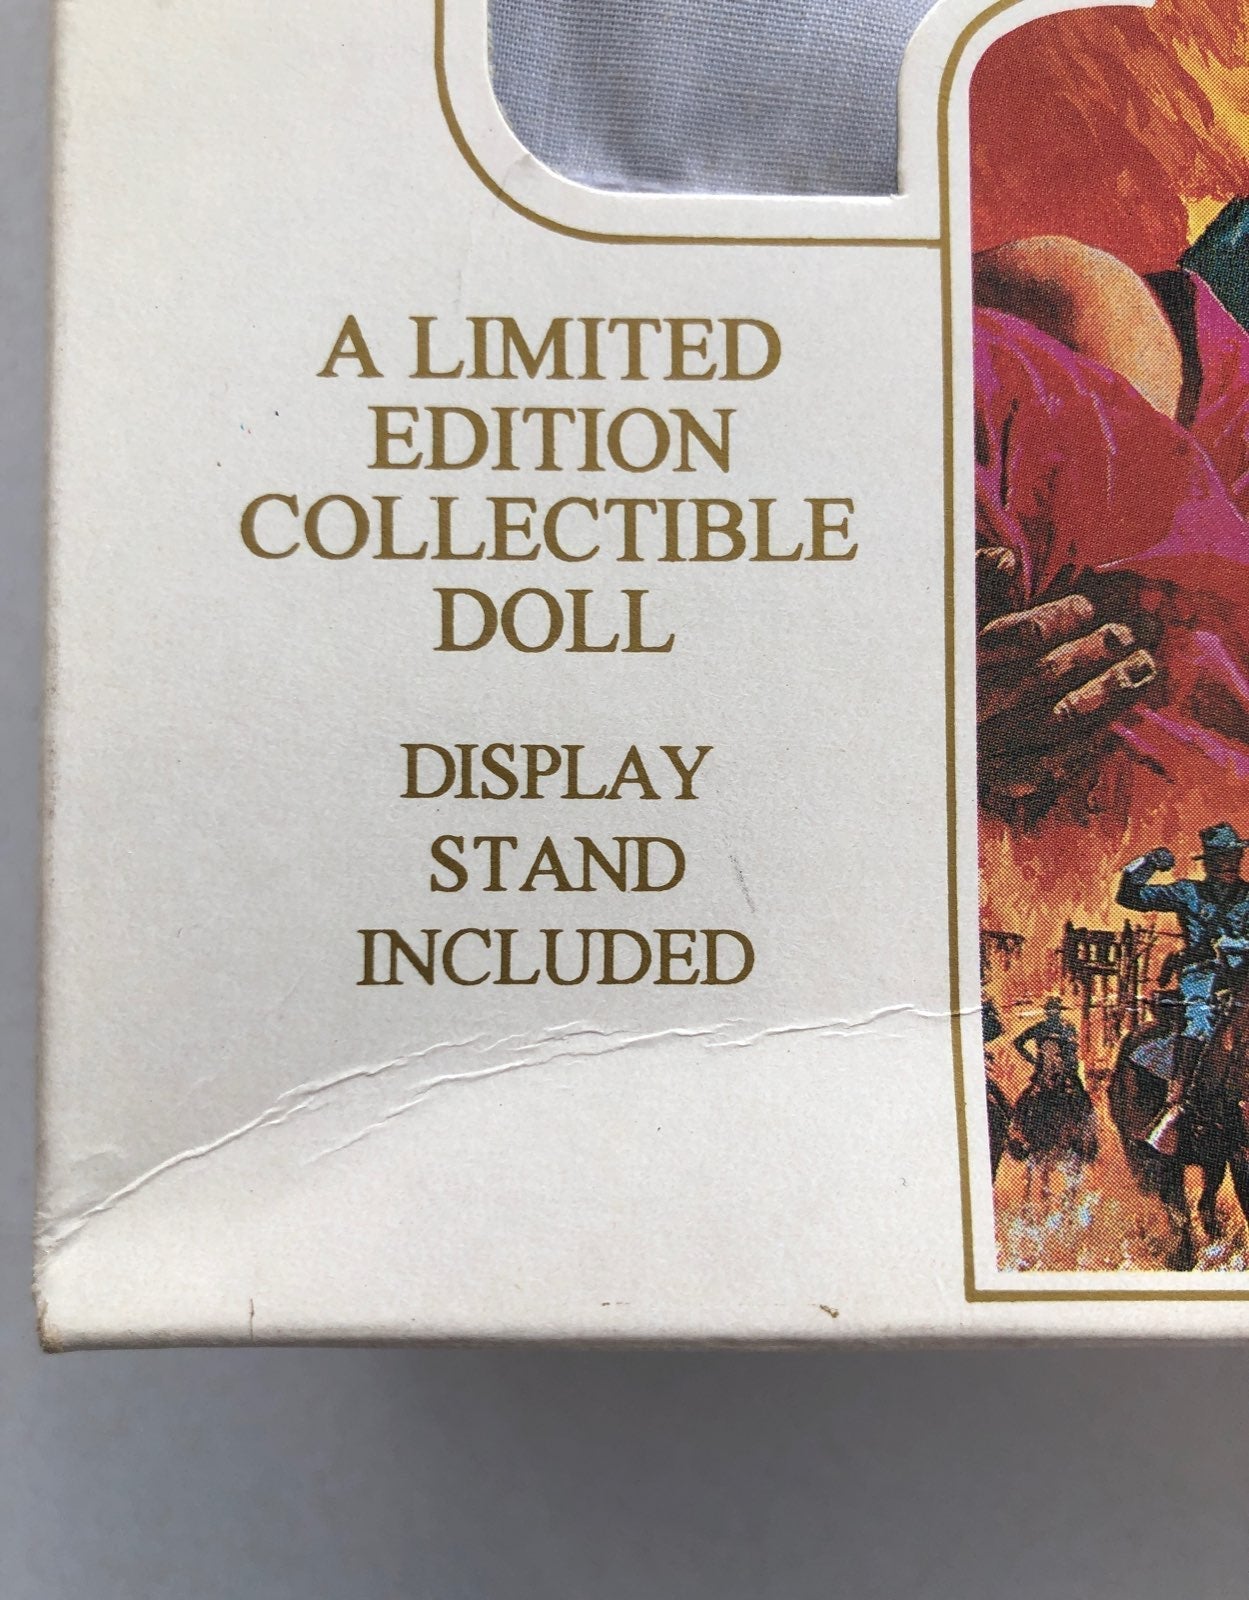 A LIMITED
EDITION
COLLECTIBLE
DOLL
DISPLAY
STAND
INCLUDED